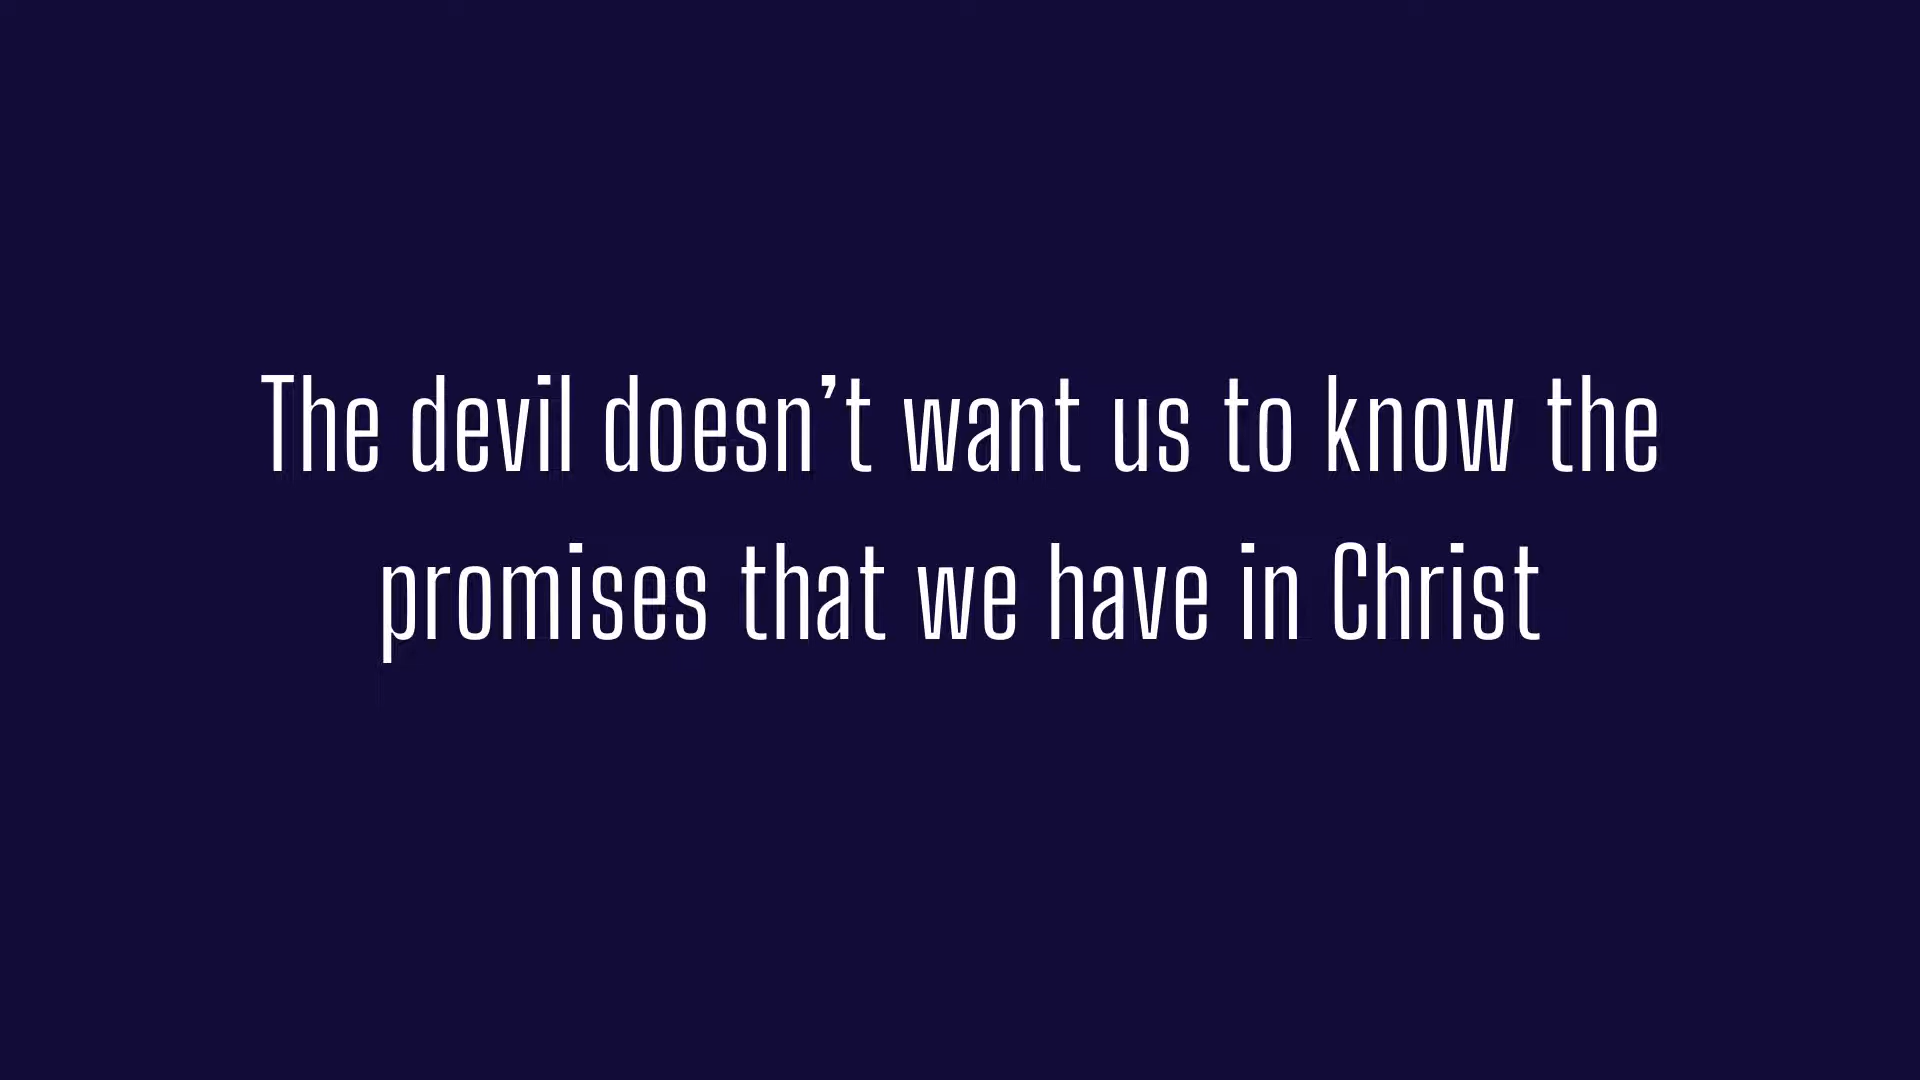 The devil doesn’t want us to know the
promises that we have in Christ